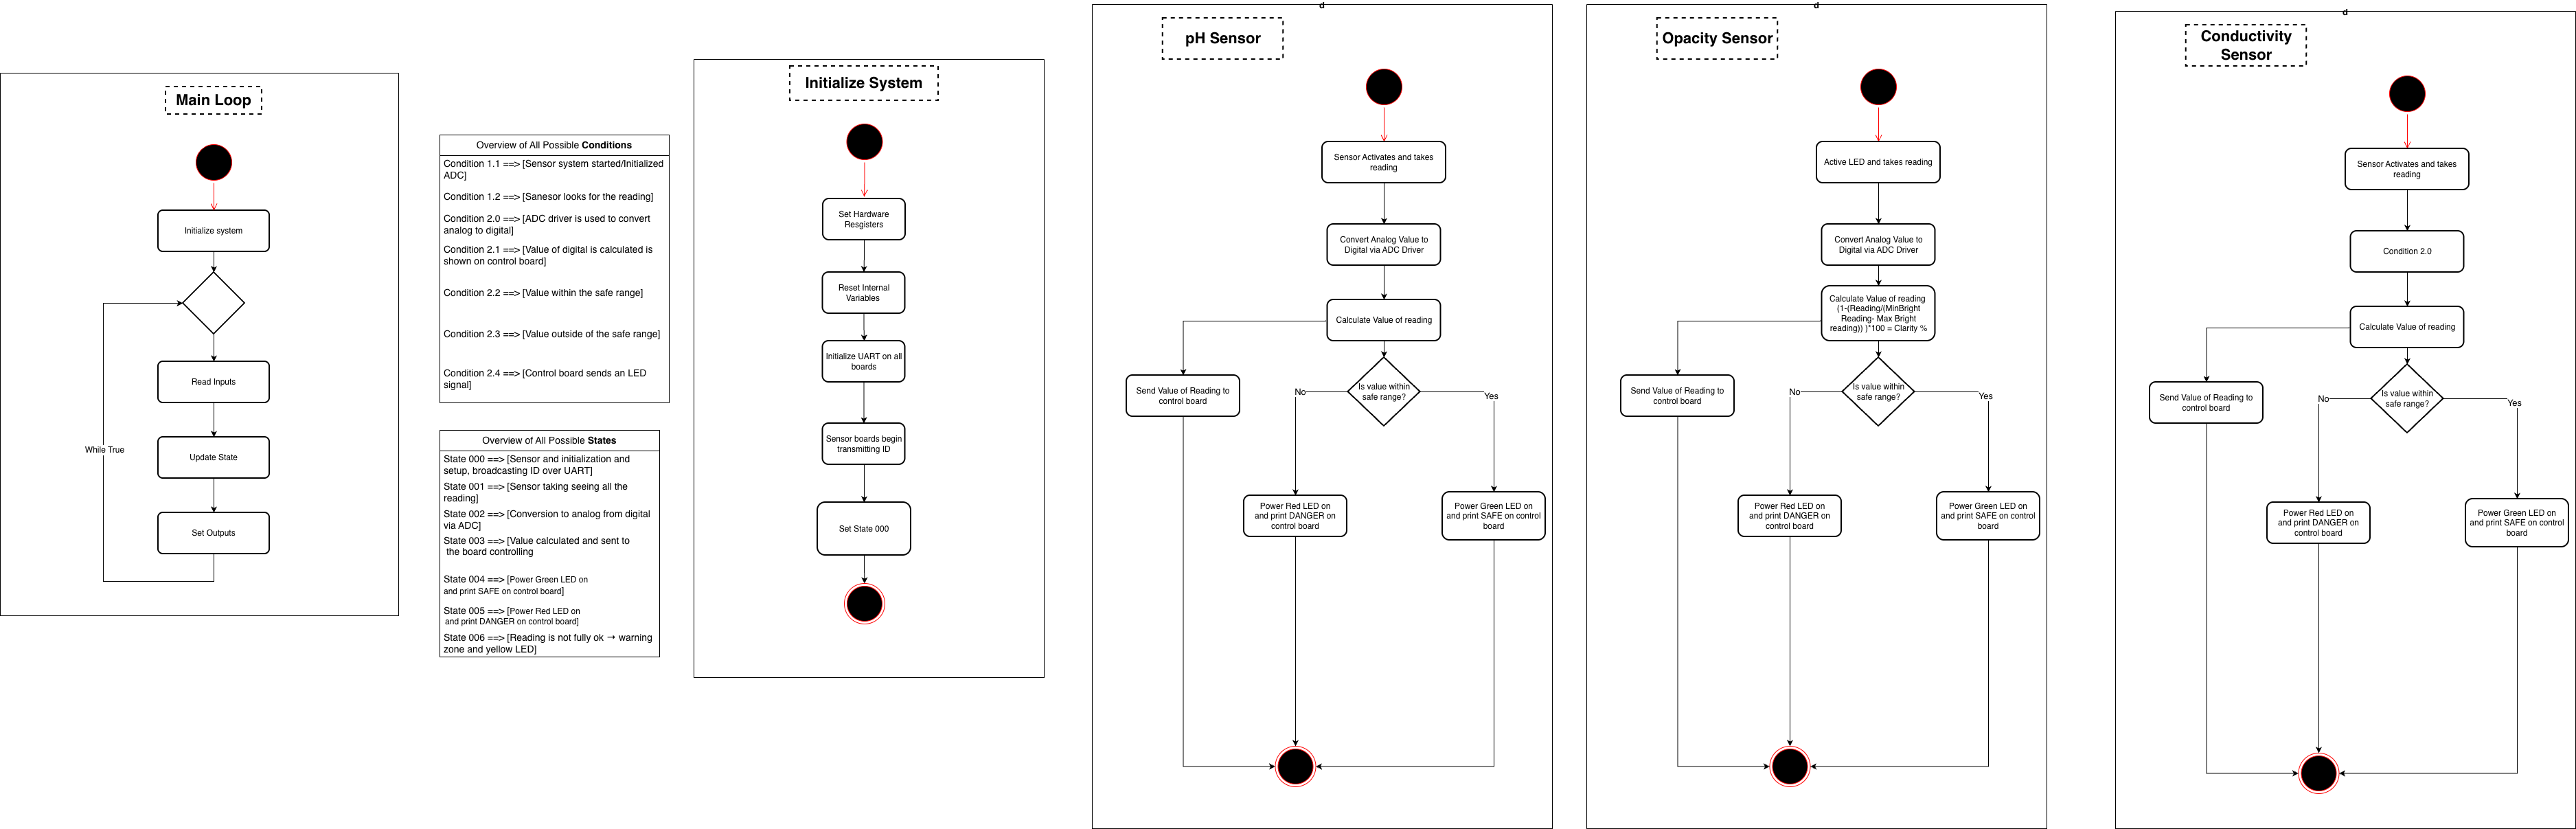 Main Loop
Initialize system
Read Inputs
Update State
Set Outputs
While True
Overview of All Possible Conditions
Condition 1.1 ==> [Sensor system started/Initialized
ADC]
Condition 1.2 ==> [Sanesor looks for the reading]
Condition 2.0 ==> [ADC driver is used to convert
analog to digital]
Condition 2.1 ==> [Value of digital is calculated is
shown on control board]
Condition 2.2 ==> [Value within the safe range]
Condition 2.3 ==> [Value outside of the safe range]
Condition 2.4 ==> [Control board sends an LED
signal]
Overview of All Possible States
State 000 ==> [Sensor and initialization and
setup, broadcasting ID over UART]
State 001 ==> [Sensor taking seeing all the
reading]
State 002 ==> [Conversion to analog from digital
via ADC]
State 003 ==> [Value calculated and sent to
the board controlling
State 004 ==> [Power Green LED on
and print SAFE on control board]
State 005 ==> [Power Red LED on
and print DANGER on control board]
State 006 ==> [Reading is not fully ok → warning
zone and yellow LED]
Initialize System
Set Hardware
Resgisters
Reset Internal
Variables
Initialize UART on all
boards
Sensor boards begin
transmitting ID
Set State 000
d
pH Sensor
Sensor Activates and takes
reading
Convert Analog Value to
Digital via ADC Driver
Calculate Value of reading
Send Value of Reading to
control board
Is value within
safe range?
No
Yes
Power Red LED on
and print DANGER on
control board
Power Green LED on
and print SAFE on control
board
d
Opacity Sensor
Active LED and takes reading
Convert Analog Value to
Digital via ADC Driver
Calculate Value of reading
(1-(Reading/(MinBright
Reading- Max Bright
reading)) )*100 = Clarity %
Send Value of Reading to
control board
Is value within
safe range?
No
Yes
Power Red LED on
and print DANGER on
control board
Power Green LED on
and print SAFE on control
board
d
Conductivity
Sensor
Sensor Activates and takes
reading
Condition 2.0
Calculate Value of reading
Send Value of Reading to
control board
Is value within
safe range?
No
Yes
Power Red LED on
and print DANGER on
control board
Power Green LED on
and print SAFE on control
board